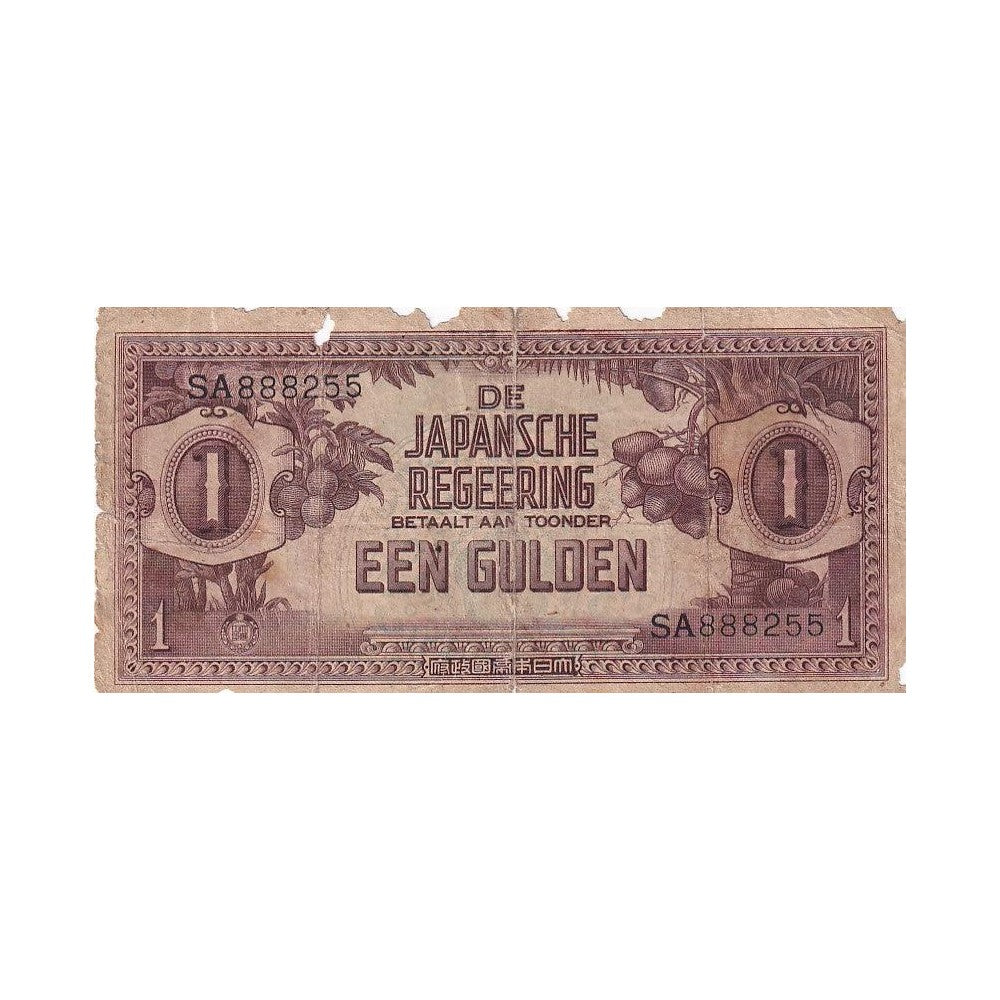 SA888255
DE
JAPANSCHE
REGEERING
BETAALT AAN TOONDER
EEN GULDEN
1
1
1
SA888255
1
府政國帝本日大